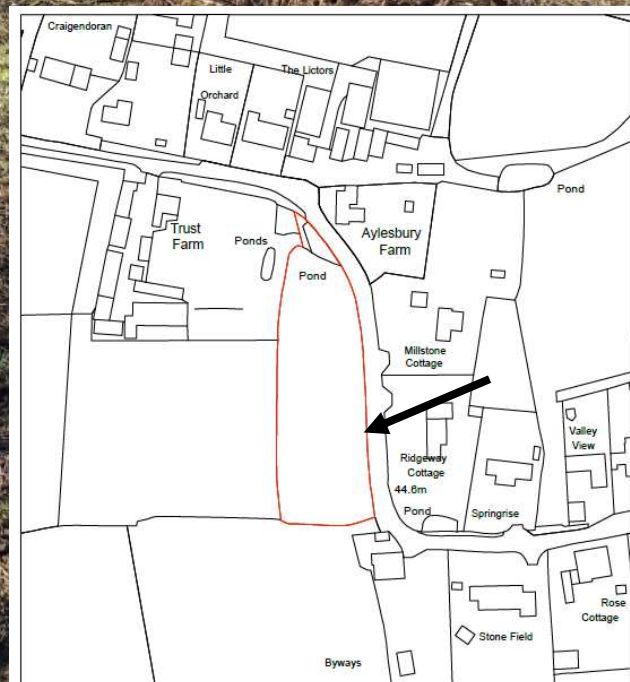 Craigendoran
Little
Orchard
The Lictors
Pond
Trust
Farm
Ponds
Aylesbury
Farm
Pond
Millstone
Cottage
Valley
View
Ridgeway
Cottage
44.6m
Pond
Springrise
Rose
Cottage
Stone Field
Byways